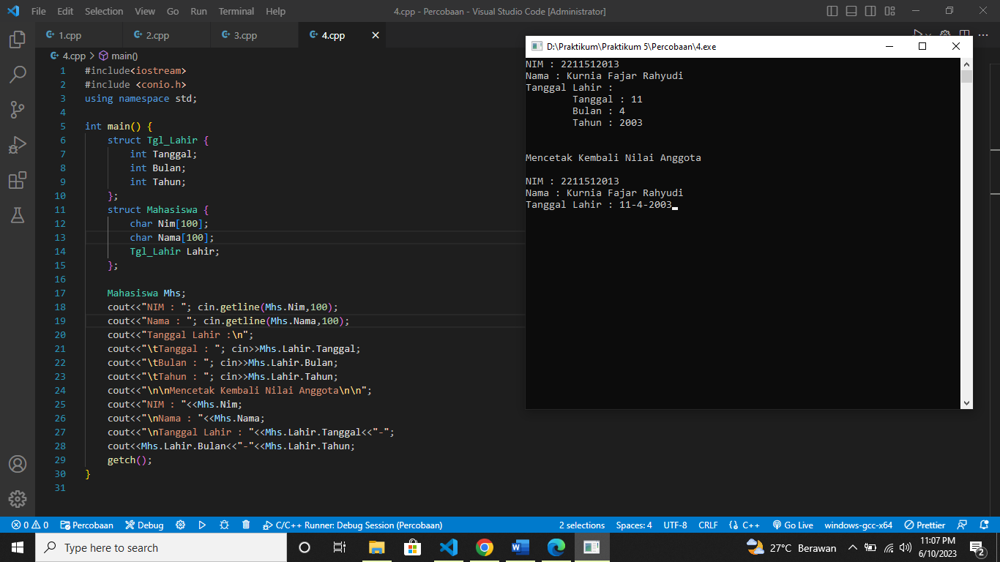 File Edit Selection View Go Run Terminal Help 4.cpp - Percobaan - Visual Studio Code [Administrator]
1.cpp 2.cpp 3.cpp 4.cpp
4.cpp > main()
1 #include<iostream>
2 #include <conio.h>
3 using namespace std;
4
5 int main() {
6 struct Tgl_Lahir {
7 int Tanggal;
8 int Bulan;
9 int Tahun;
10 };
11 struct Mahasiswa {
12 char Nim[100];
13 char Nama[100];
14 Tgl_Lahir Lahir;
15 };
16
17 Mahasiswa Mhs;
18 cout<<"NIM : "; cin.getline(Mhs.Nim,100);
19 cout<<"Nama : "; cin.getline(Mhs.Nama,100);
20 cout<<"Tanggal Lahir :\n";
21 cout<<"\tTanggal : "; cin>>Mhs.Lahir.Tanggal;
22 cout<<"\tBulan : "; cin>>Mhs.Lahir.Bulan;
23 cout<<"\tTahun : "; cin>>Mhs.Lahir.Tahun;
24 cout<<"\n\nMencetak Kembali Nilai Anggota\n\n";
25 cout<<"NIM : "<<Mhs.Nim;
26 cout<<"\nNama : "<<Mhs.Nama;
27 cout<<"\nTanggal Lahir : "<<Mhs.Lahir.Tanggal<<"-";
28 cout<<Mhs.Lahir.Bulan<<"-"<<Mhs.Lahir.Tahun;
29 getch();
30 }
31
D:\Praktikum\Praktikum 5\Percobaan\4.exe
NIM : 2211512013
Nama : Kurnia Fajar Rahyudi
Tanggal Lahir :
Tanggal : 11
Bulan : 4
Tahun : 2003
Mencetak Kembali Nilai Anggota
NIM : 2211512013
Nama : Kurnia Fajar Rahyudi
Tanggal Lahir : 11-4-2003
0 0 Percobaan Debug C/C++ Runner: Debug Session (Percobaan) 2 selections Spaces: 4 UTF-8 CRLF {} C++ Go Live windows-gcc-x64 Prettier
Type here to search 27°C Berawan 11:07 PM
6/10/2023 2